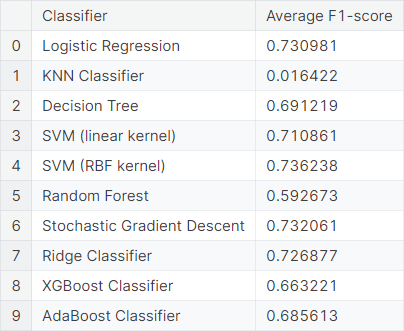 Classifier Average F1-score
0 Logistic Regression 0.730981
1 KNN Classifier 0.016422
2 Decision Tree 0.691219
3 SVM (linear kernel) 0.710861
4 SVM (RBF kernel) 0.736238
5 Random Forest 0.592673
6 Stochastic Gradient Descent 0.732061
7 Ridge Classifier 0.726877
8 XGBoost Classifier 0.663221
9 AdaBoost Classifier 0.685613